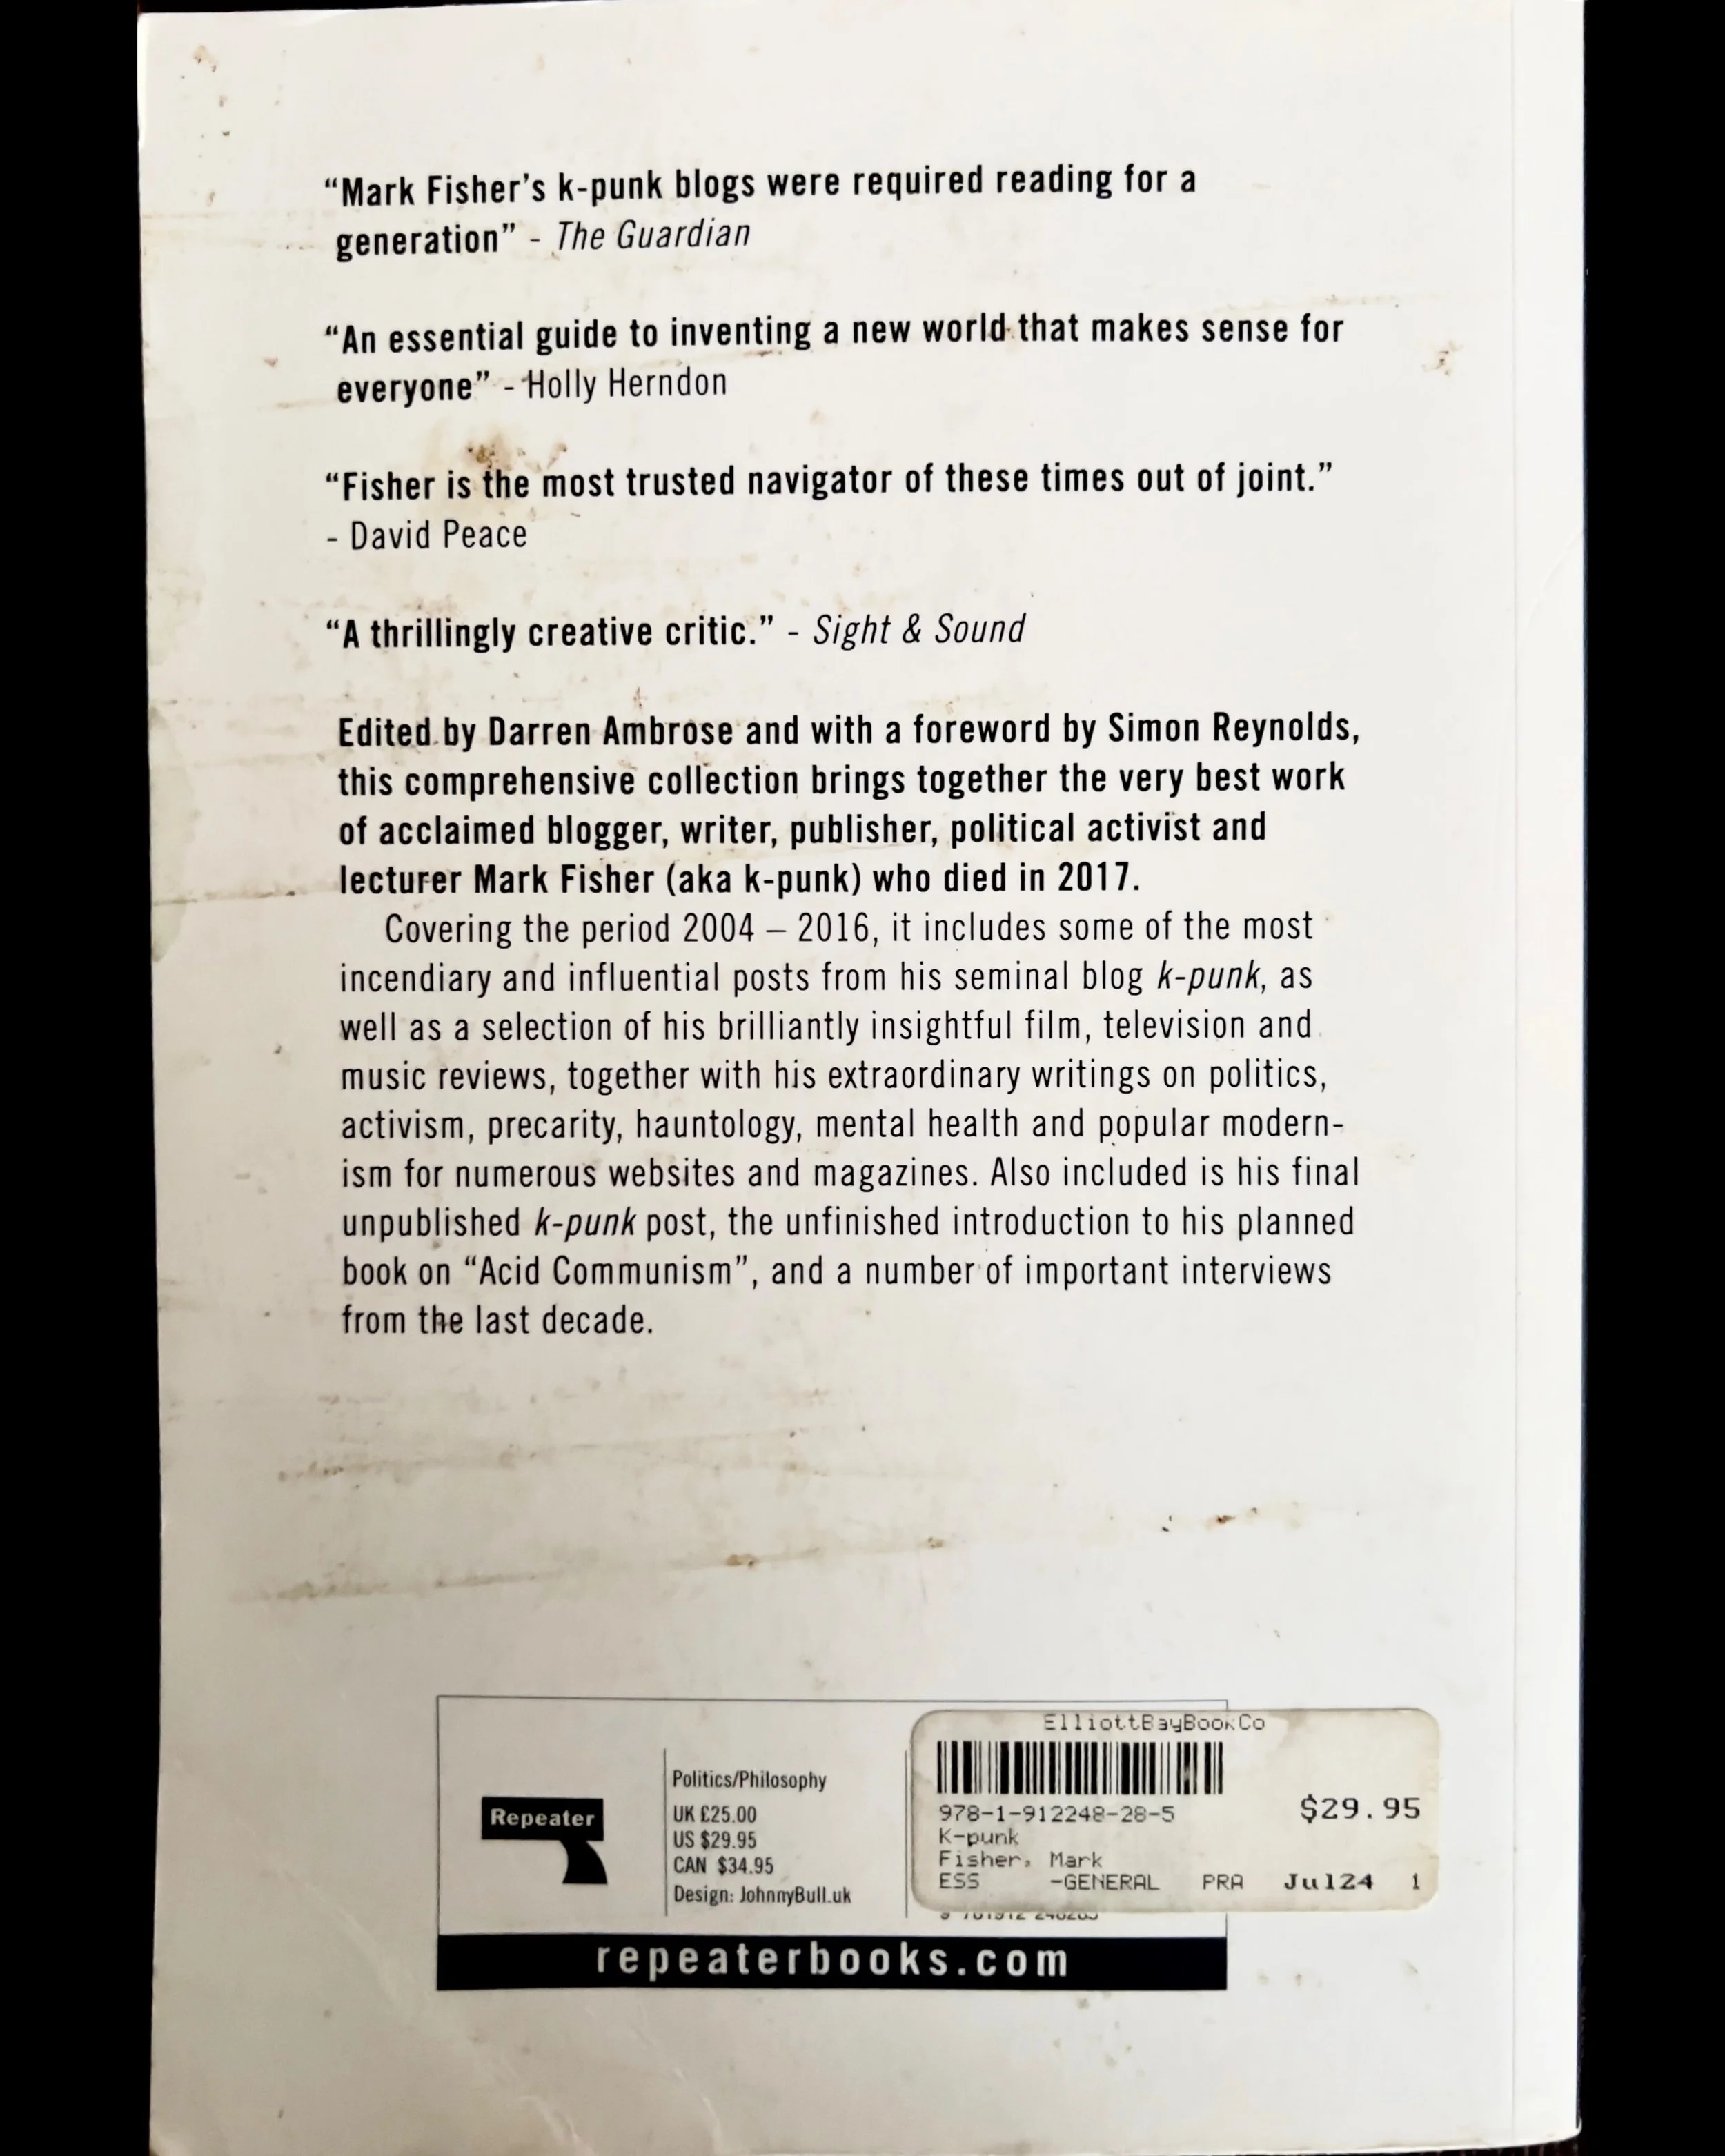 “Mark Fisher’s k-punk blogs were required reading for a
generation” - The Guardian
“An essential guide to inventing a new world that makes sense for
everyone” - Holly Herndon
“Fisher is the most trusted navigator of these times out of joint.”
- David Peace
“A thrillingly creative critic.” - Sight & Sound
Edited by Darren Ambrose and with a foreword by Simon Reynolds,
this comprehensive collection brings together the very best work
of acclaimed blogger, writer, publisher, political activist and
lecturer Mark Fisher (aka k-punk) who died in 2017.
Covering the period 2004 – 2016, it includes some of the most
incendiary and influential posts from his seminal blog k-punk, as
well as a selection of his brilliantly insightful film, television and
music reviews, together with his extraordinary writings on politics,
activism, precarity, hauntology, mental health and popular modern-
ism for numerous websites and magazines. Also included is his final
unpublished k-punk post, the unfinished introduction to his planned
book on “Acid Communism”, and a number of important interviews
from the last decade.
Repeater
Politics/Philosophy
UK £25.00
US $29.95
CAN $34.95
Design: JohnnyBull.uk
ElliottBayBookCo
978-1-912248-28-5
$29.95
K-punk
Fisher, Mark
ESS -GENERAL PRA Jul24 1
repeaterbooks.com